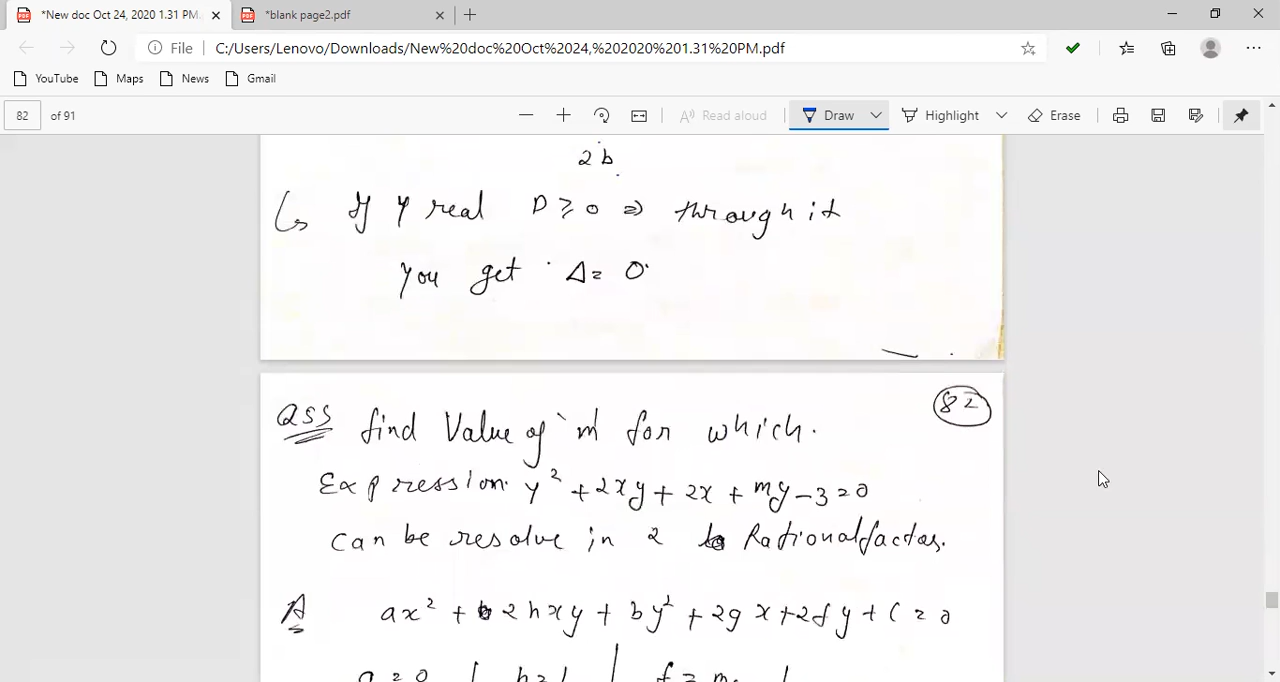 *New doc Oct 24, 2020 1.31 PM.
*blank page2.pdf
File C:/Users/Lenovo/Downloads/New%20doc%20Oct%2024,%202020%201.31%20PM.pdf
YouTube Maps News Gmail
82 of 91 Read aloud Draw Highlight Erase
2b.
If y real D ≥ 0 ⇒ through it
you get Δ = 0
82
Q55 find Value of 'm' for which.
Expression y² + 2xy + 2x + my - 3 = 0
can be resolve in 2 Rational factos.
A ax² + 2hxy + by² + 2gx + 2fy + C = 0